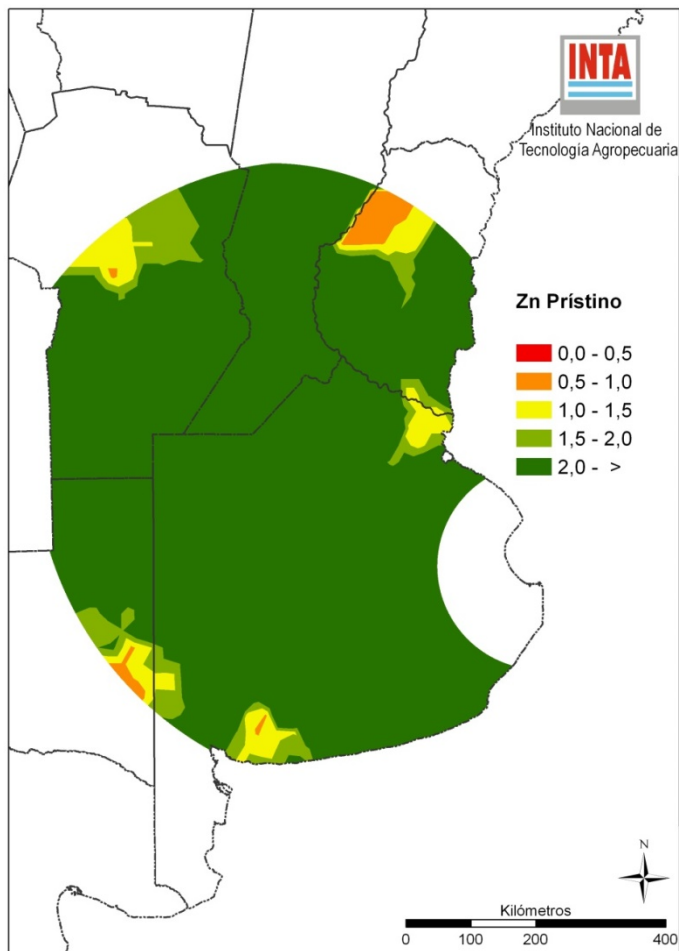 INTA
Instituto Nacional de
Tecnología Agropecuaria
Zn Prístino
0,0 - 0,5
0,5 - 1,0
1,0 - 1,5
1,5 - 2,0
2,0 - >
N
Kilómetros
0 100 200 400